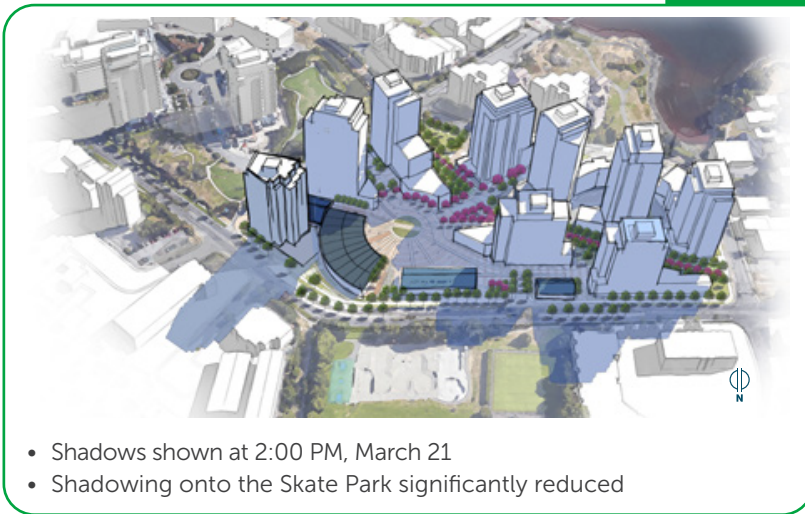 N
• Shadows shown at 2:00 PM, March 21
• Shadowing onto the Skate Park significantly reduced